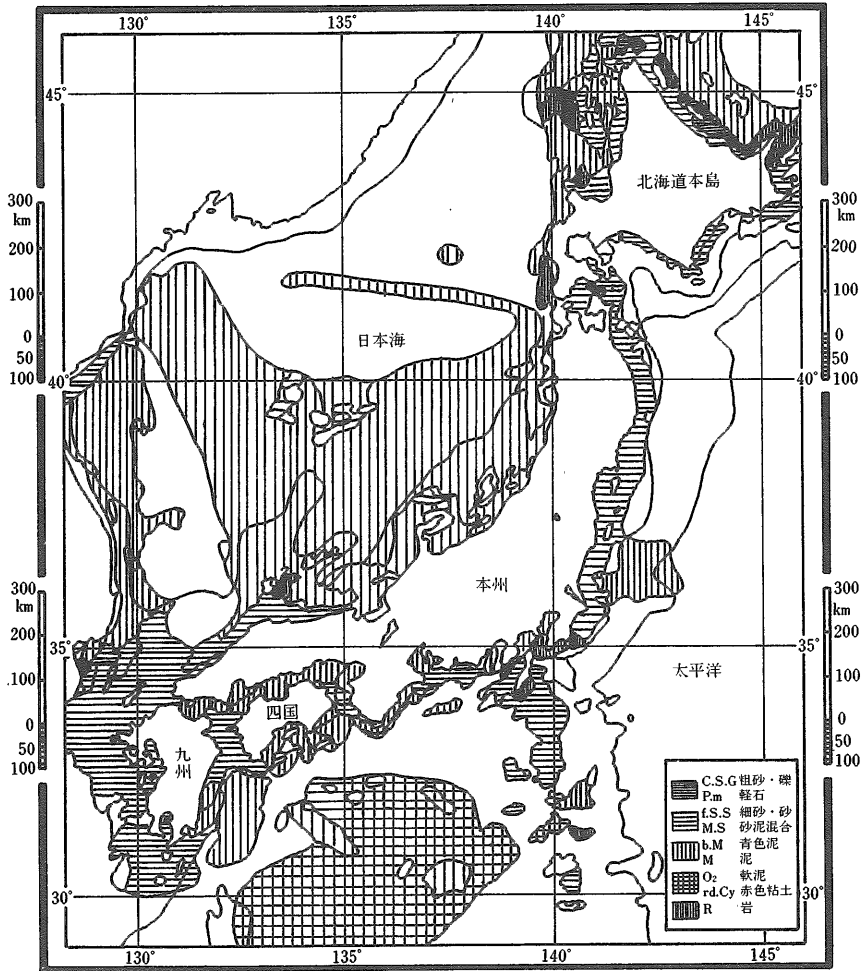 130° 135° 140° 145°
45° 45°
北海道本島
300 300
km km
200 200
100 100
日本海
0 0
50 50
100 100
40° 40°
本州
300 300
km km
200 200
35° 35°
太平洋
.100 100
四国
0 0
50 50
九州
100 100
C.S.G 粗砂・礫
P.m 軽石
f.S.S 細砂・砂
M.S 砂泥混合
b.M 青色泥
M 泥
O₂ 軟泥
rd.Cy 赤色粘土
R 岩
30° 30°
130° 135° 140° 145°